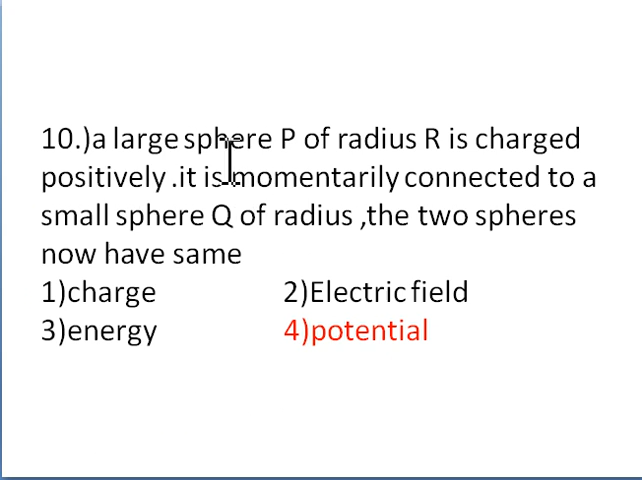 10.)a large sphere P of radius R is charged
positively .it is momentarily connected to a
small sphere Q of radius ,the two spheres
now have same
1)charge 2)Electric field
3)energy 4)potential